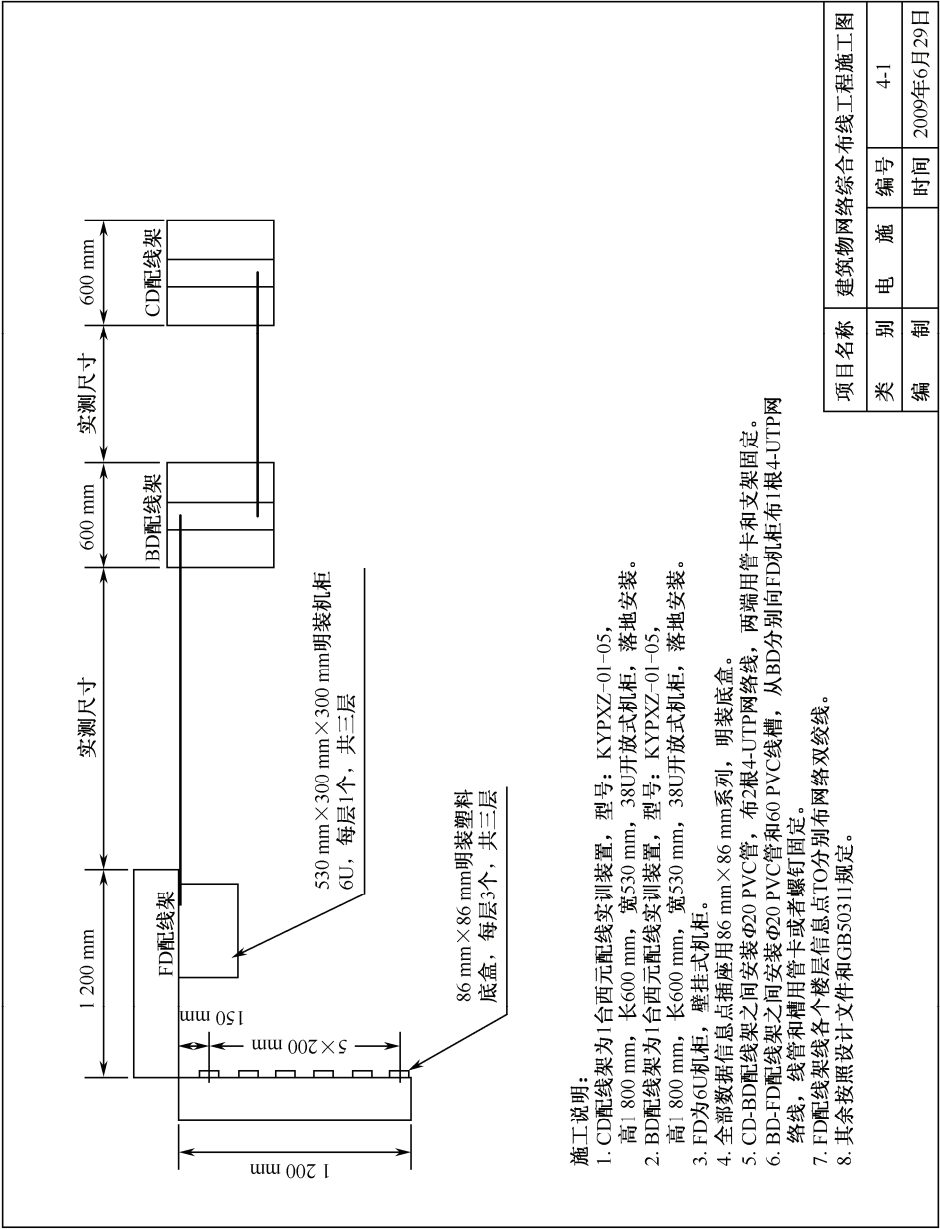 600 mm
实测尺寸
600 mm
实测尺寸
1 200 mm
CD配线架
BD配线架
FD配线架
150 mm
5×200 mm
1 200 mm
530 mm×300 mm×300 mm明装机柜
6U，每层1个，共三层
86 mm×86 mm明装塑料
底盒，每层3个，共三层
施工说明：
1. CD配线架为1台西元配线实训装置，型号：KYPXZ-01-05，
高1 800 mm，长600 mm，宽530 mm，38U开放式机柜，落地安装。
2. BD配线架为1台西元配线实训装置，型号：KYPXZ-01-05，
高1 800 mm，长600 mm，宽530 mm，38U开放式机柜，落地安装。
3. FD为6U机柜，壁挂式机柜。
4. 全部数据信息点插座用86 mm×86 mm系列，明装底盒。
5. CD-BD配线架之间安装Φ20 PVC管，布2根4-UTP网络线，两端用管卡和支架固定。
6. BD-FD配线架之间安装Φ20 PVC管和60 PVC线槽，从BD分别向FD机柜布1根4-UTP网
络线，线管和槽用管卡或者螺钉固定。
7. FD配线架线各个楼层信息点TO分别布网络双绞线。
8. 其余按照设计文件和GB50311规定。
项目名称 建筑物网络综合布线工程施工图
类 别 电 施 编号 4-1
编 制 时间 2009年6月29日